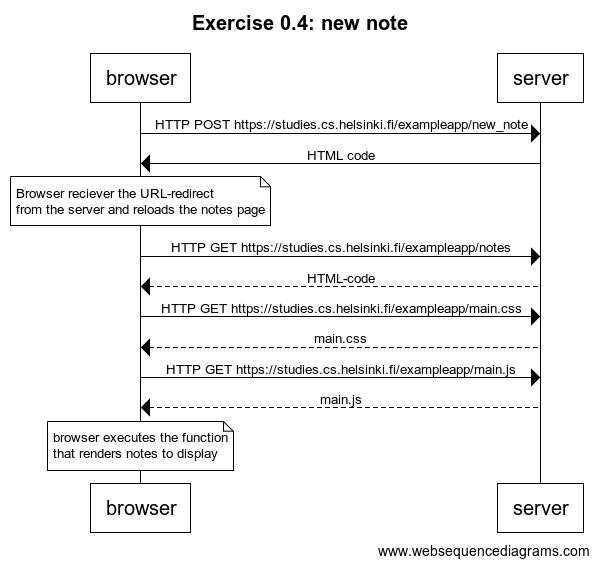 Exercise 0.4: new note
browser
server
HTTP POST https://studies.cs.helsinki.fi/exampleapp/new_note
HTML code
Browser reciever the URL-redirect
from the server and reloads the notes page
HTTP GET https://studies.cs.helsinki.fi/exampleapp/notes
HTML-code
HTTP GET https://studies.cs.helsinki.fi/exampleapp/main.css
main.css
HTTP GET https://studies.cs.helsinki.fi/exampleapp/main.js
main.js
browser executes the function
that renders notes to display
browser
server
www.websequencediagrams.com